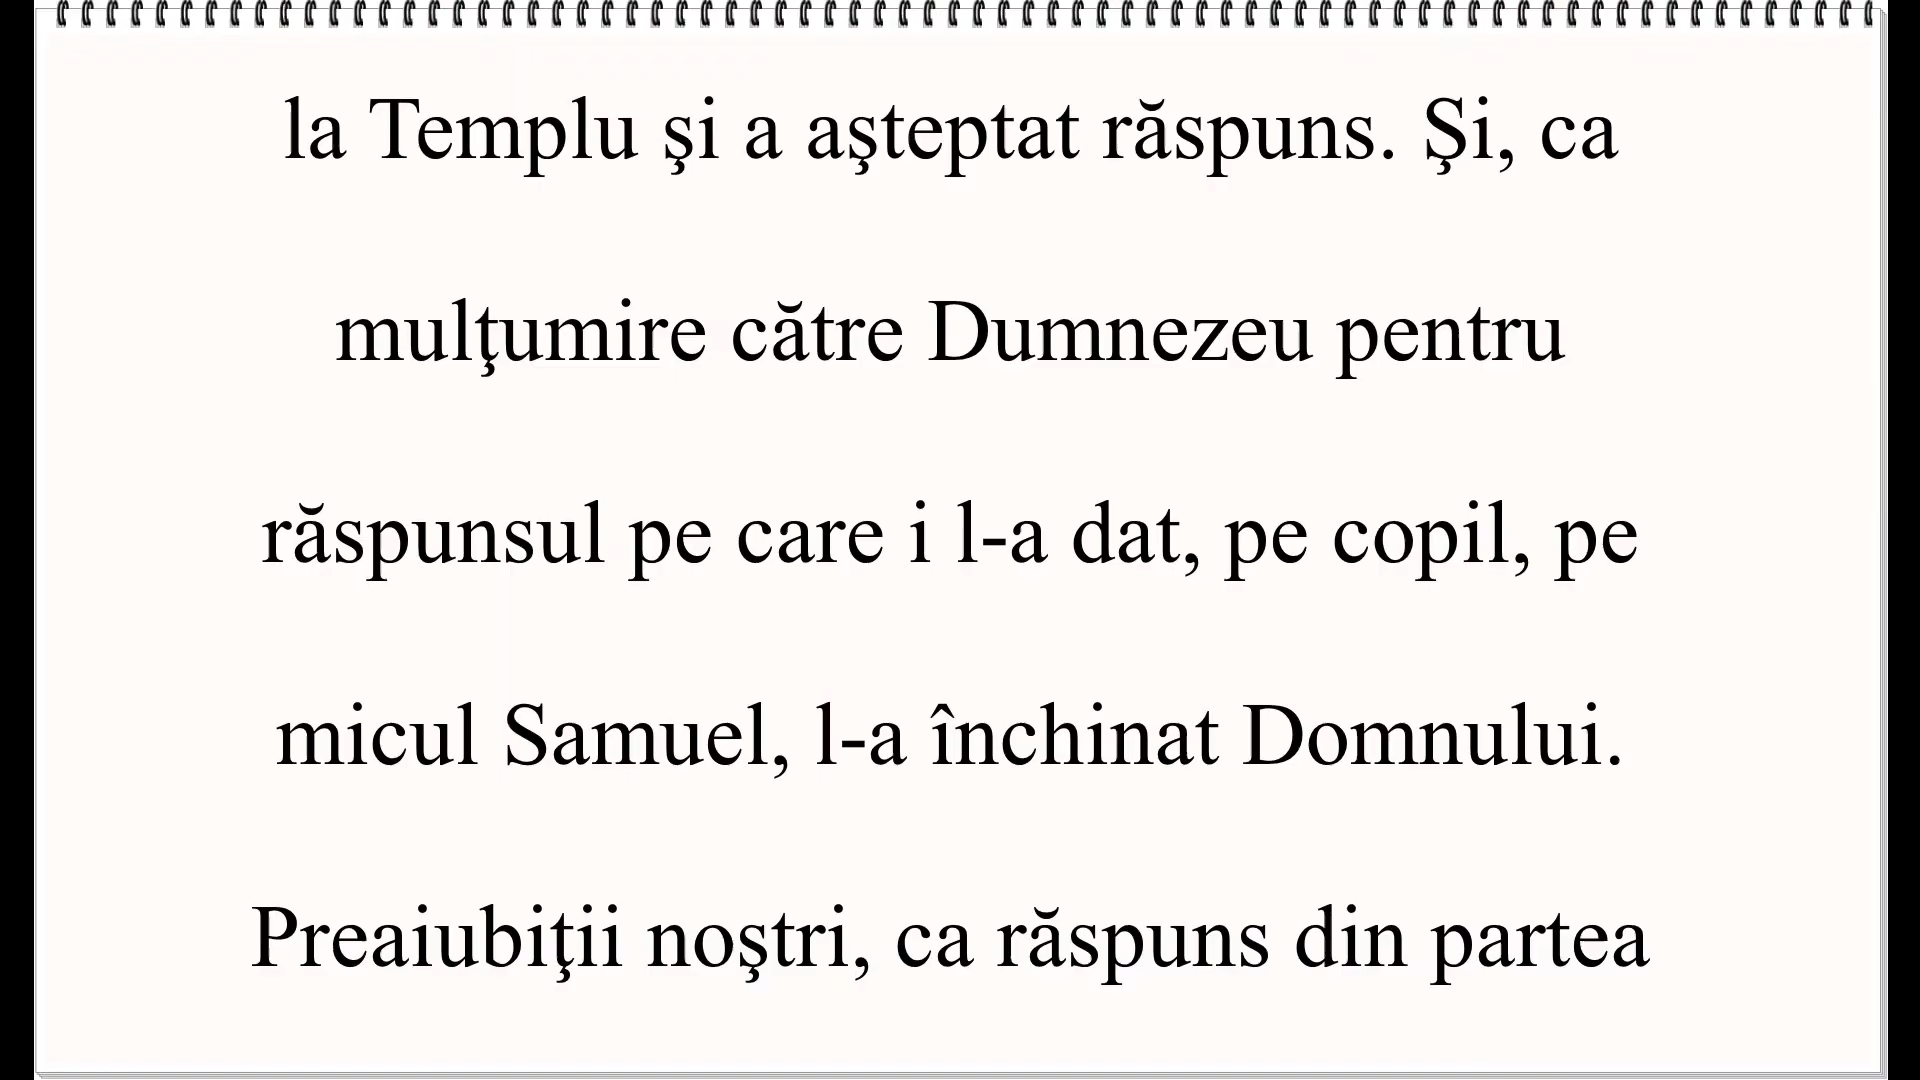 la Templu şi a aşteptat răspuns. Şi, ca
mulţumire către Dumnezeu pentru
răspunsul pe care i l-a dat, pe copil, pe
micul Samuel, l-a închinat Domnului.
Preaiubiţii noştri, ca răspuns din partea